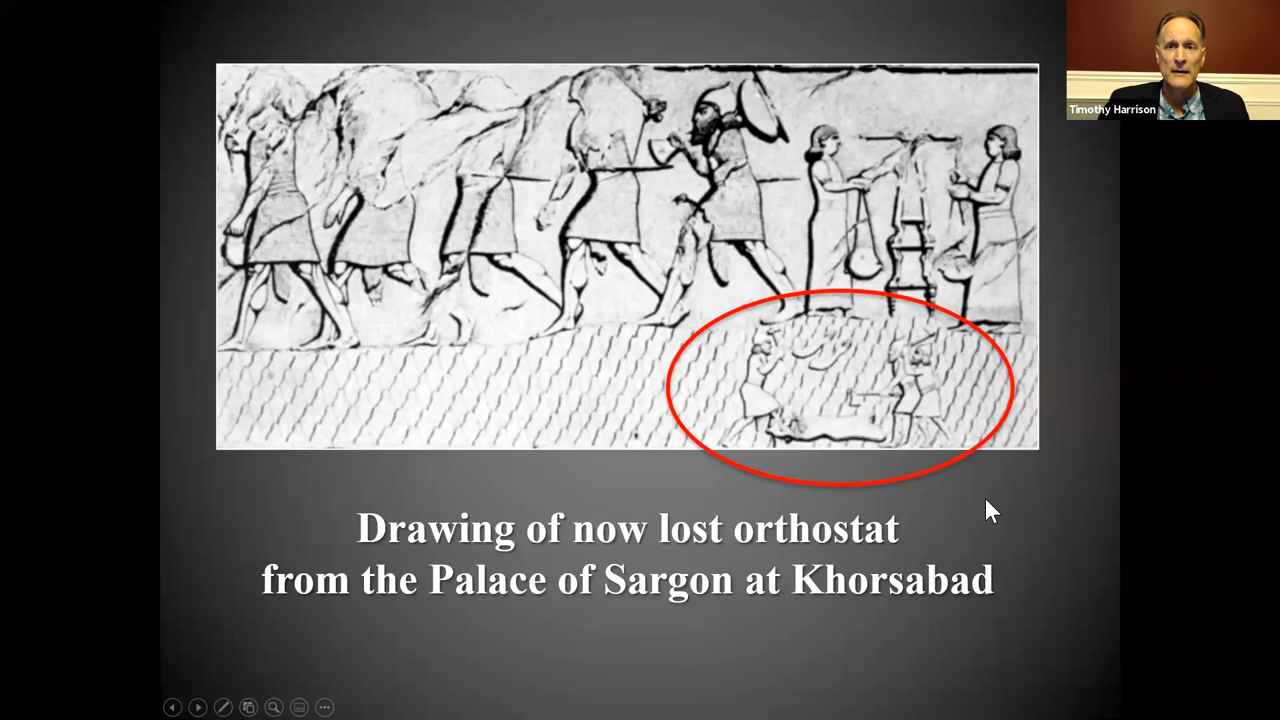 Timothy Harrison
Drawing of now lost orthostat
from the Palace of Sargon at Khorsabad